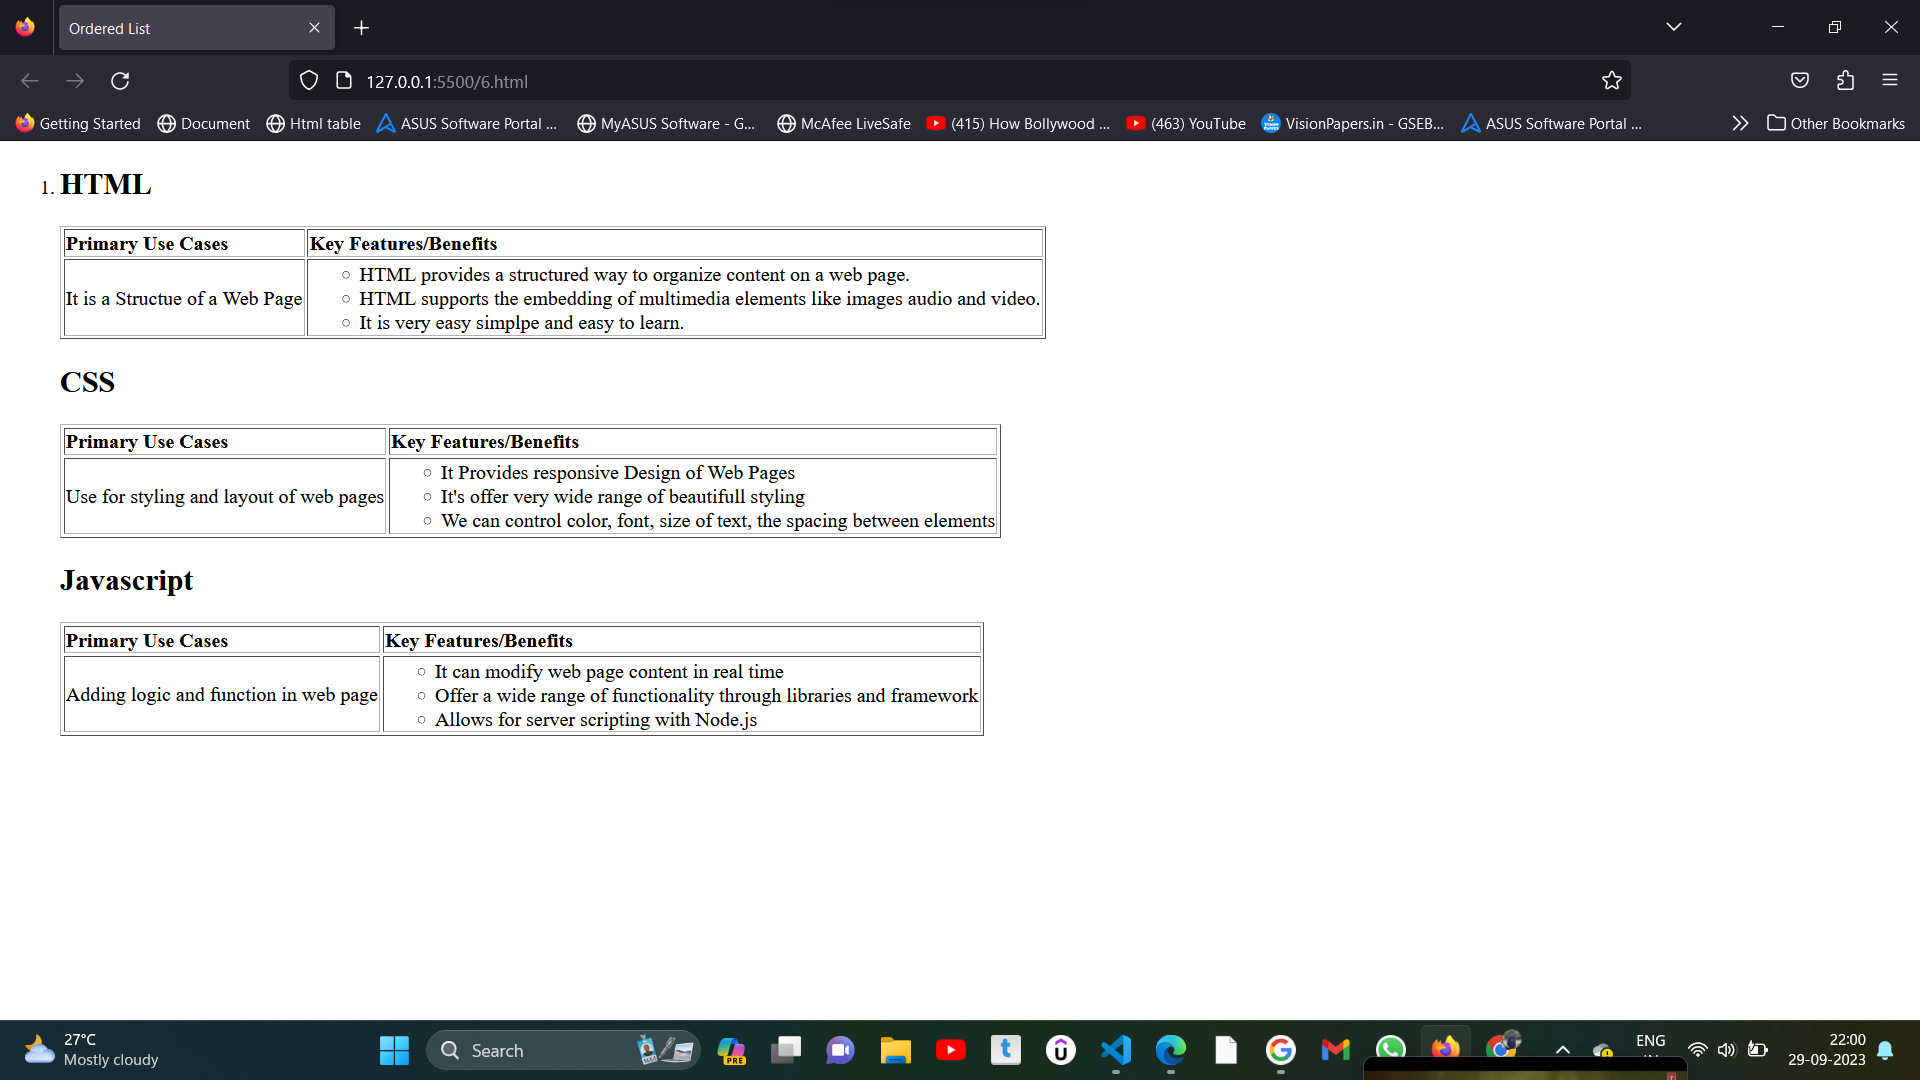 Ordered List
127.0.0.1:5500/6.html
Getting Started Document Html table ASUS Software Portal ... MyASUS Software - G... McAfee LiveSafe (415) How Bollywood ... (463) YouTube VisionPapers.in - GSEB... ASUS Software Portal ... Other Bookmarks
1. HTML
Primary Use Cases Key Features/Benefits
It is a Structue of a Web Page
HTML provides a structured way to organize content on a web page.
HTML supports the embedding of multimedia elements like images audio and video.
It is very easy simplpe and easy to learn.
CSS
Primary Use Cases Key Features/Benefits
Use for styling and layout of web pages
It Provides responsive Design of Web Pages
It's offer very wide range of beautifull styling
We can control color, font, size of text, the spacing between elements
Javascript
Primary Use Cases Key Features/Benefits
Adding logic and function in web page
It can modify web page content in real time
Offer a wide range of functionality through libraries and framework
Allows for server scripting with Node.js
27°C
Mostly cloudy
Search
PRE
ENG
22:00
29-09-2023